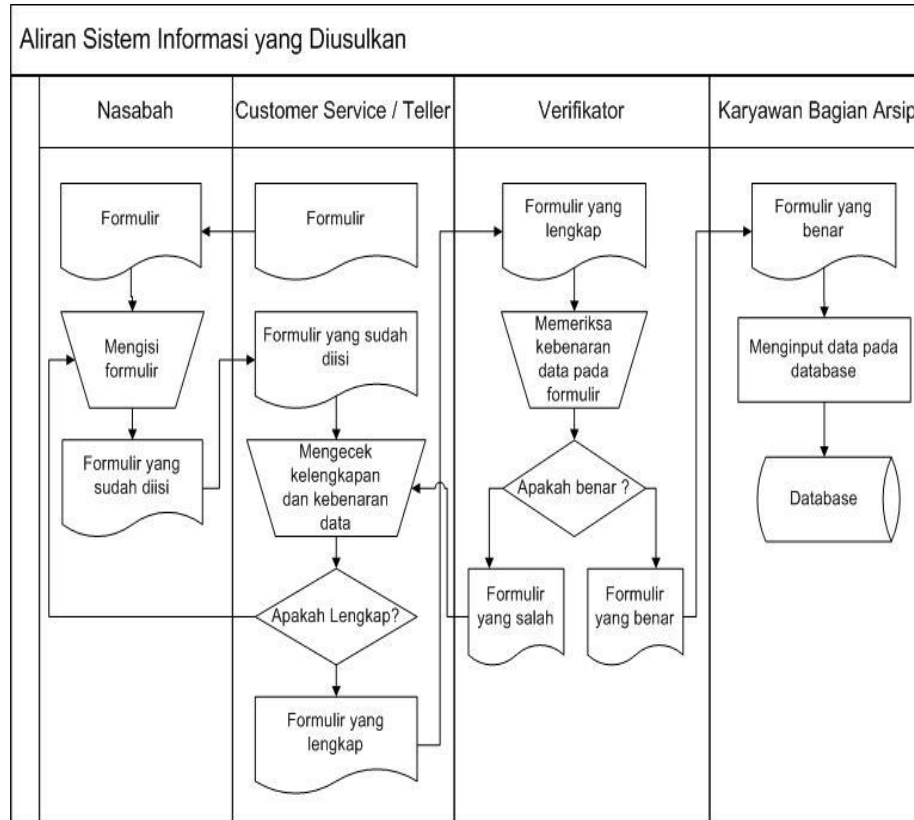 Aliran Sistem Informasi yang Diusulkan
Nasabah
Customer Service / Teller
Verifikator
Karyawan Bagian Arsip
Formulir
Mengisi
formulir
Formulir yang
sudah diisi
Formulir
Formulir yang sudah
diisi
Mengecek
kelengkapan
dan kebenaran
data
Apakah Lengkap?
Formulir yang
lengkap
Formulir yang
lengkap
Memeriksa
kebenaran
data pada
formulir
Apakah benar ?
Formulir
yang salah
Formulir
yang benar
Formulir yang
benar
Menginput data pada
database
Database